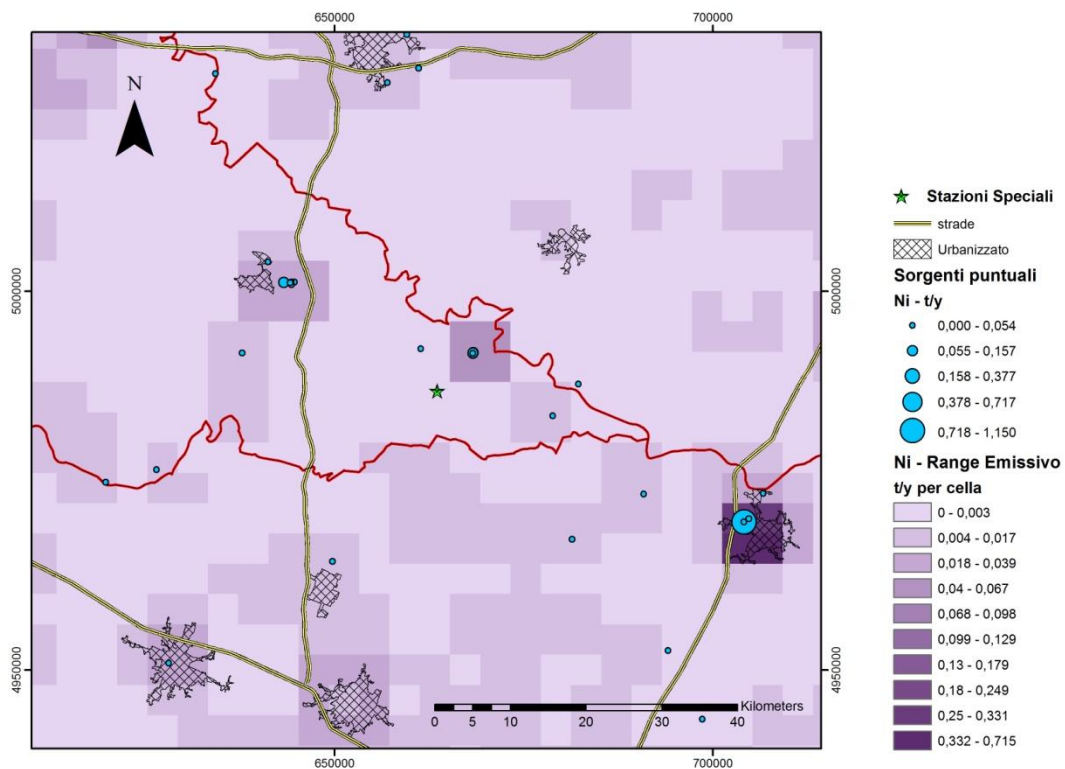 650000
700000
N
5000000
5000000
4950000
4950000
Kilometers
0
5
10
20
30
40
650000
700000
Stazioni Speciali
strade
Urbanizzato
Sorgenti puntuali
Ni - t/y
0,000 - 0,054
0,055 - 0,157
0,158 - 0,377
0,378 - 0,717
0,718 - 1,150
Ni - Range Emissivo
t/y per cella
0 - 0,003
0,004 - 0,017
0,018 - 0,039
0,04 - 0,067
0,068 - 0,098
0,099 - 0,129
0,13 - 0,179
0,18 - 0,249
0,25 - 0,331
0,332 - 0,715